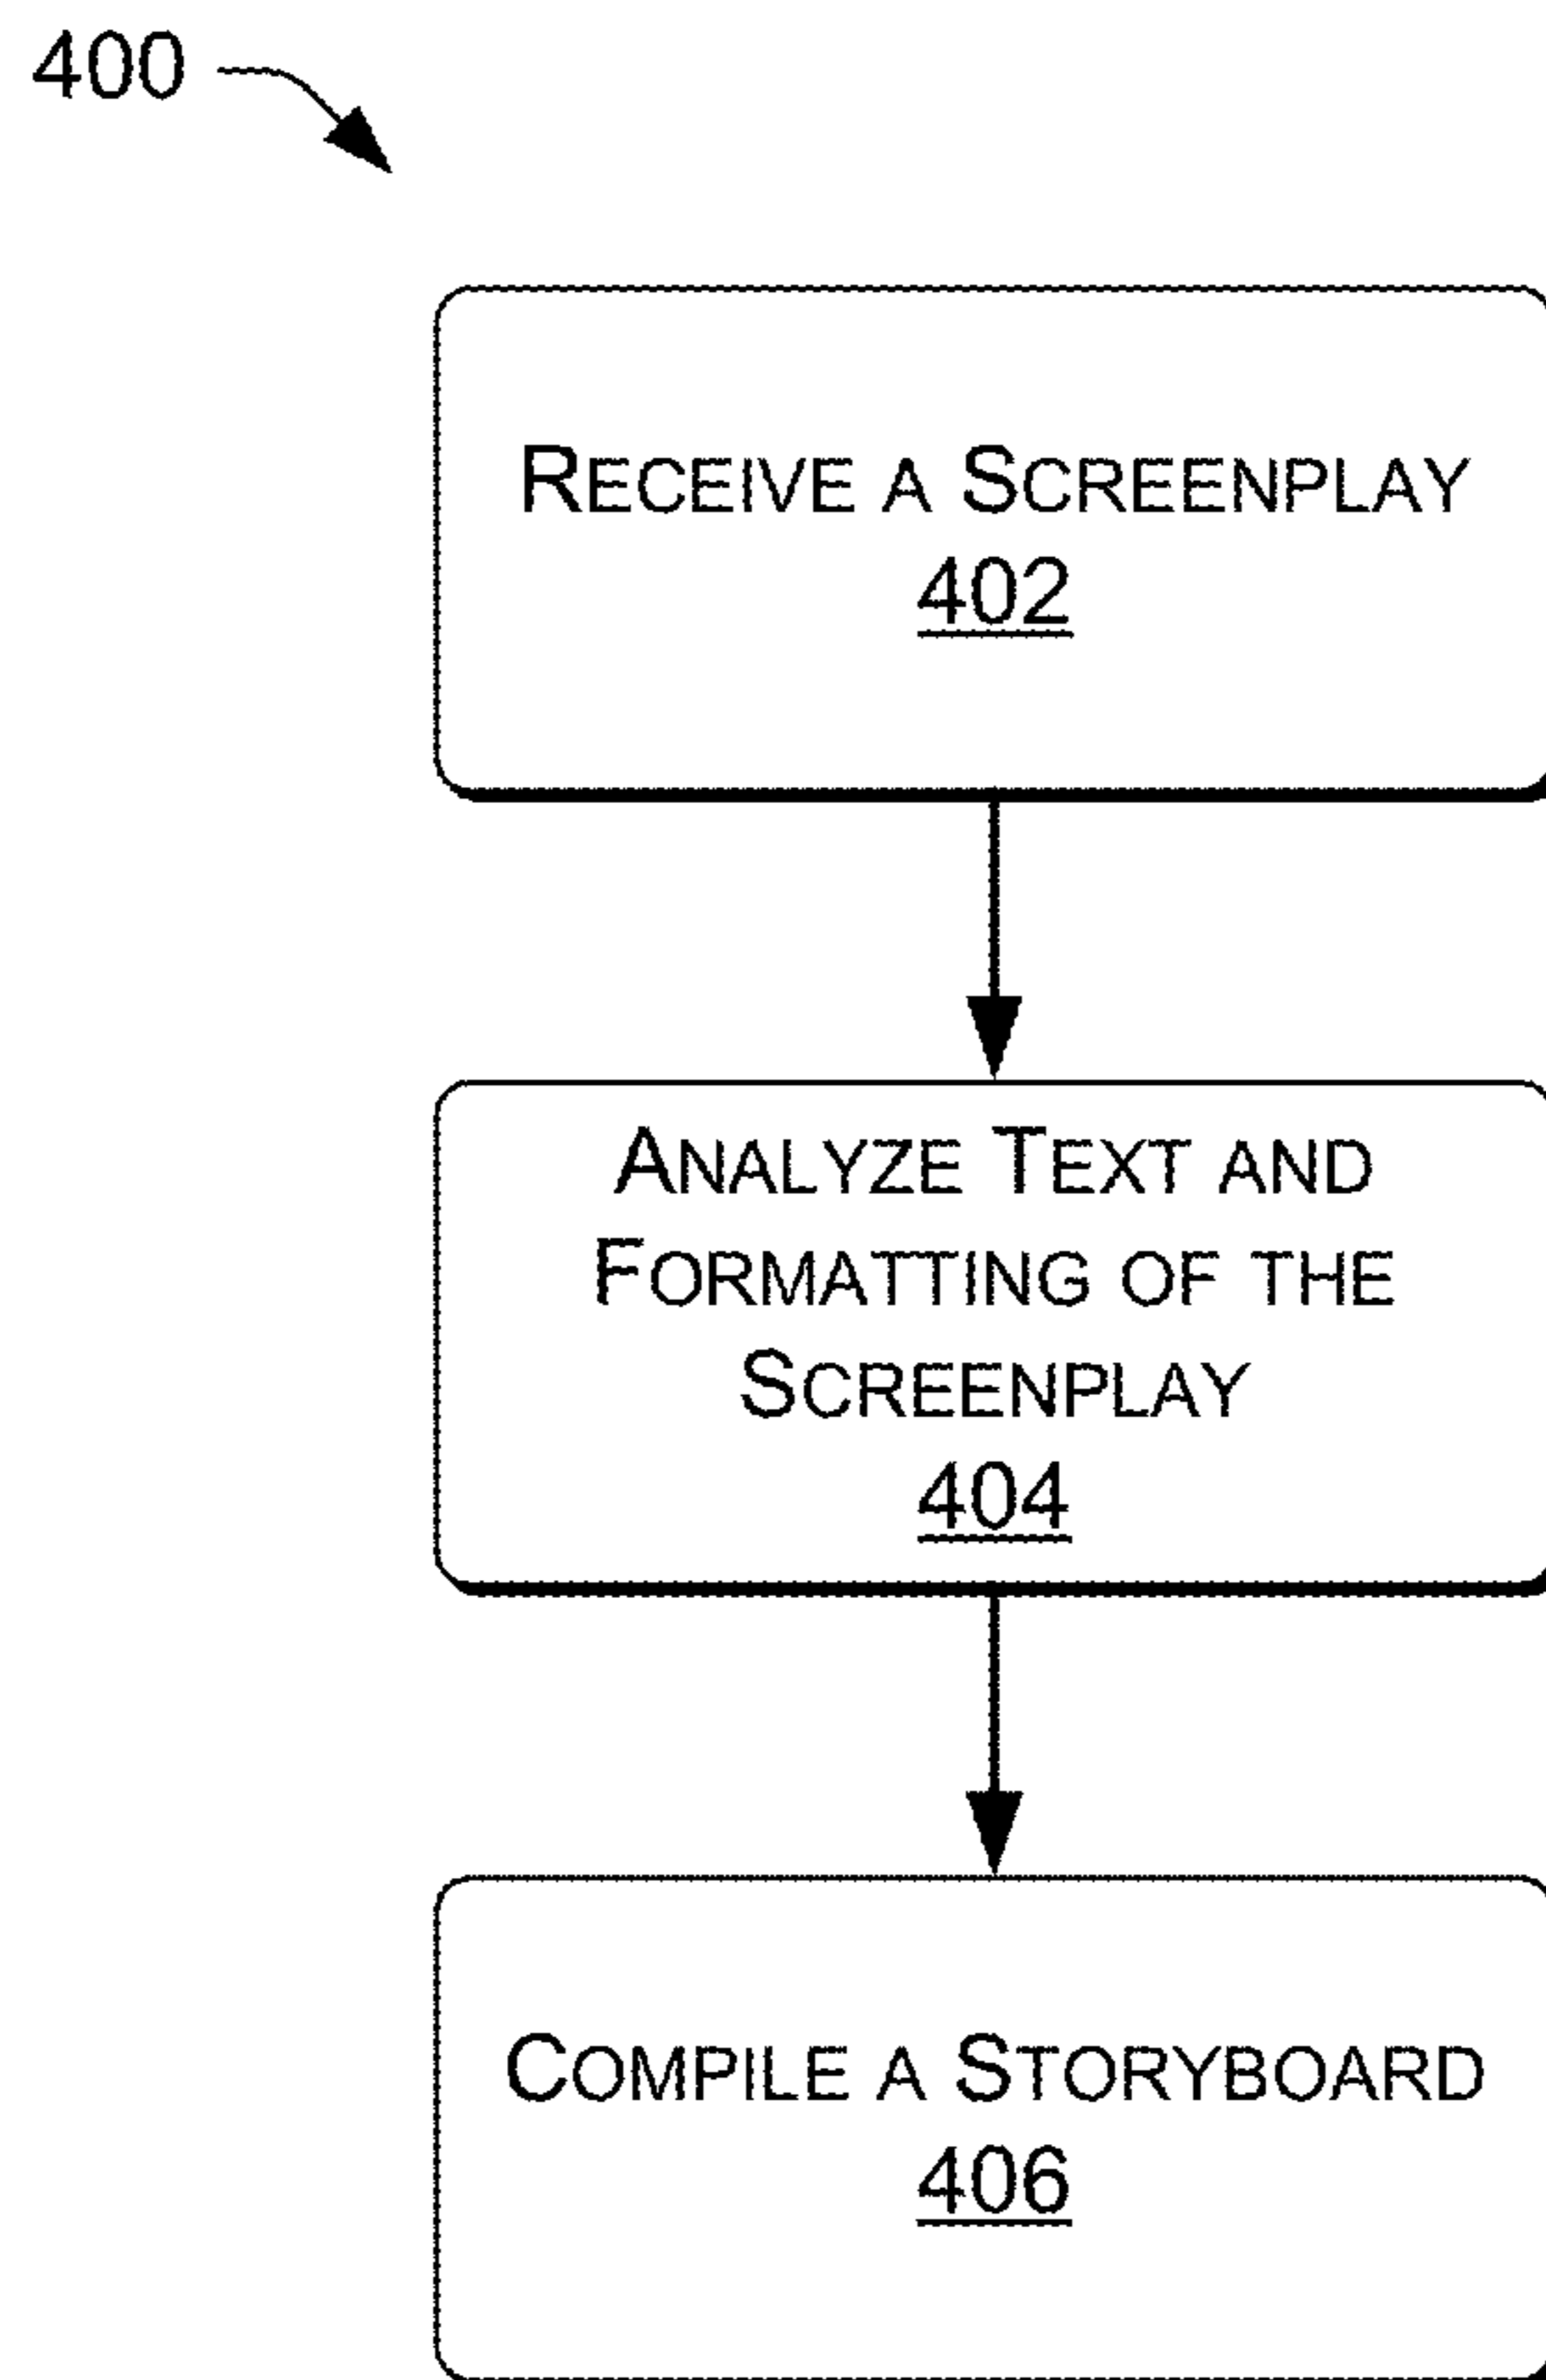 400
RECEIVE A SCREENPLAY
402
ANALYZE TEXT AND
FORMATTING OF THE
SCREENPLAY
404
COMPILE A STORYBOARD
406